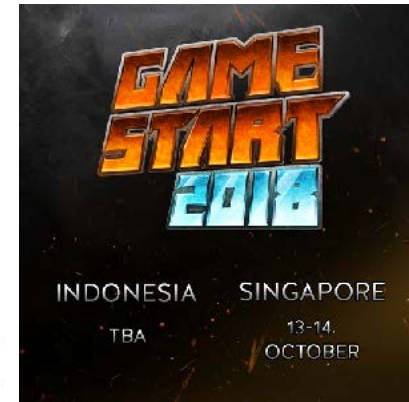 GAME
START
2018
INDONESIA
TBA
SINGAPORE
13-14.
OCTOBER